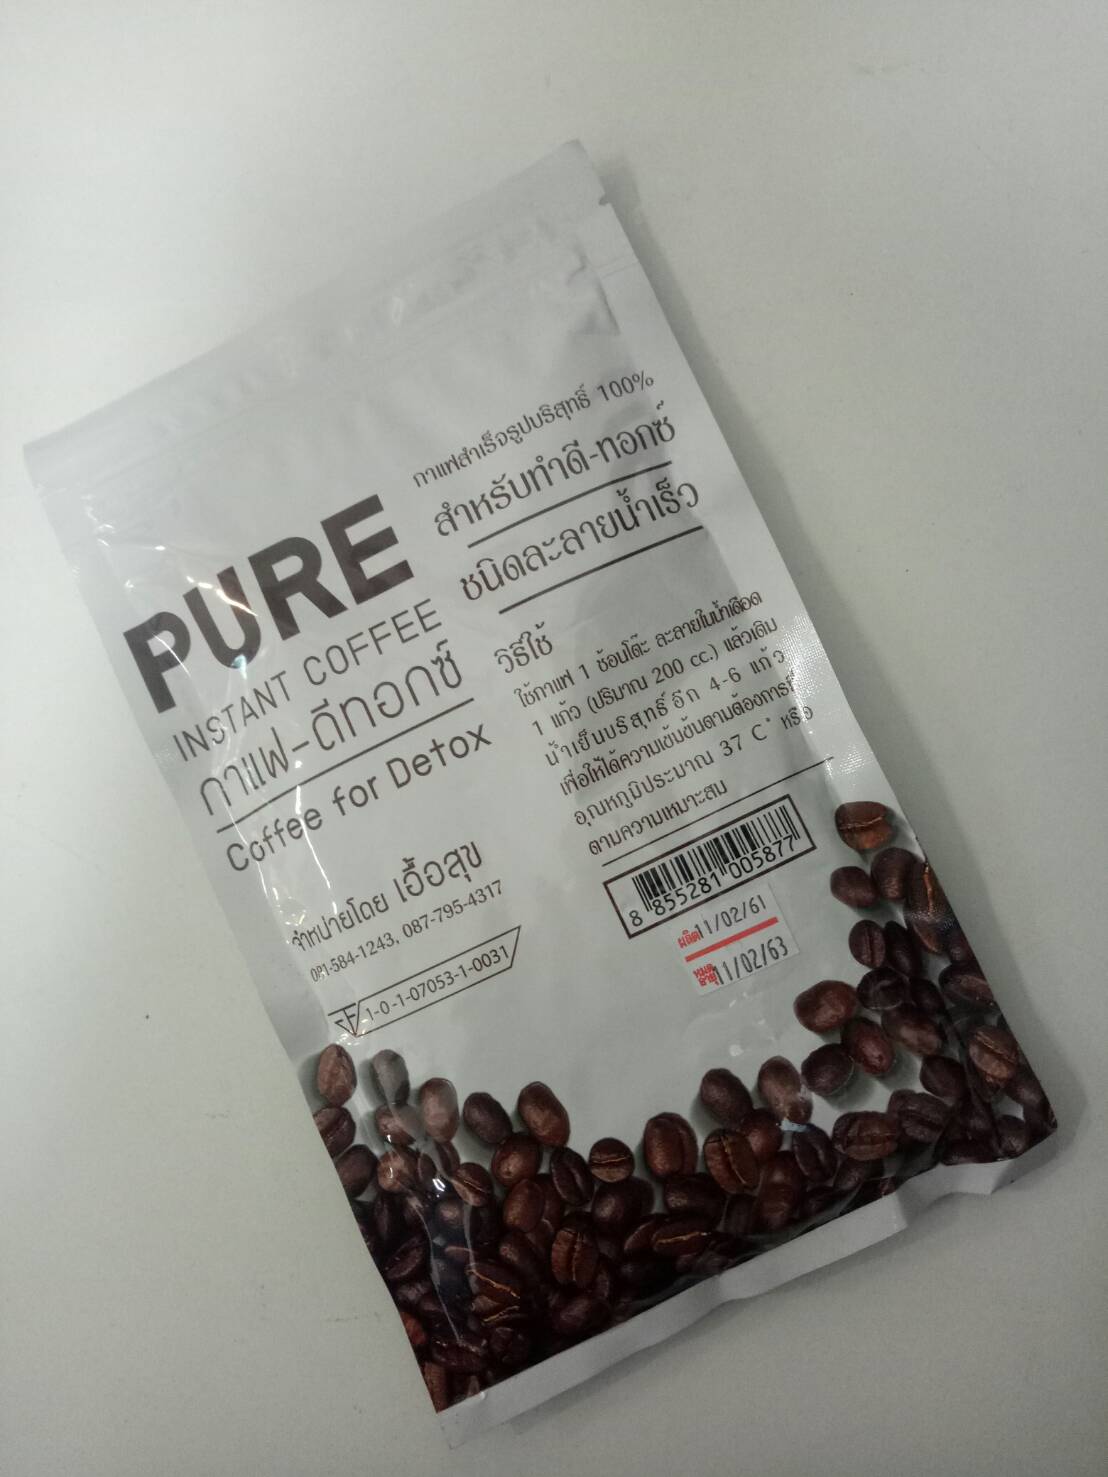 กาแฟสำเร็จรูปบริสุทธิ์ 100%
สำหรับทำดี-ทอกซ์
ชนิดละลายน้ำเร็ว
PURE
INSTANT COFFEE
กาแฟ-ดีทอกซ์
Coffee for Detox
วิธีใช้
ใช้กาแฟ 1 ช้อนโต๊ะ ละลายในน้ำเดือด
1 แก้ว (ปริมาณ 200 cc.) แล้วเติม
น้ำเย็นบริสุทธิ์อีก 4-6 แก้ว
เพื่อให้ได้ความเข้มข้นตามต้องการที่
อุณหภูมิประมาณ 37 C° หรือ
ตามความเหมาะสม
จำหน่ายโดย เอื้อสุข
081-584-1243, 087-795-4317
1-0-1-07053-1-0031
8 855281 005877
ผลิต 11/02/61
หมดอายุ 11/02/63